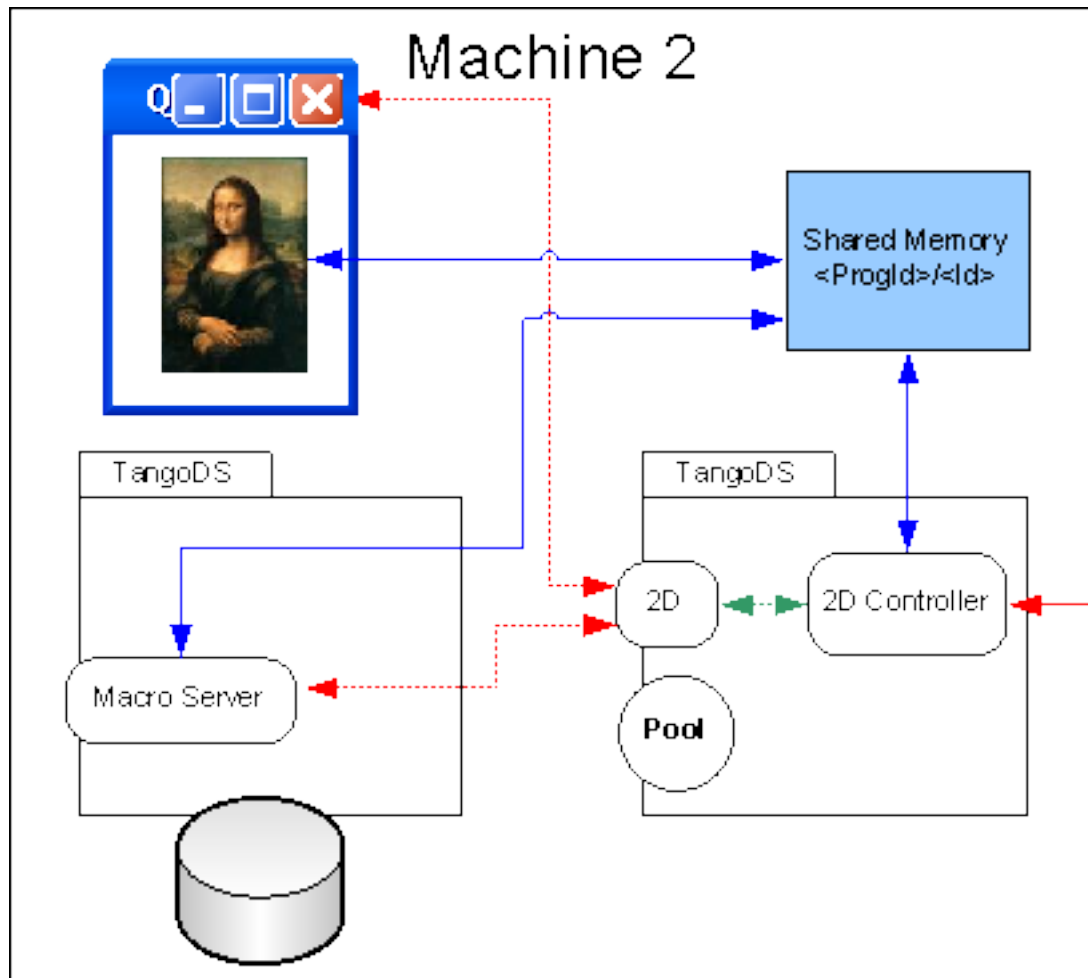 Machine 2
Q
Shared Memory
<ProgId>/<Id>
TangoDS
TangoDS
2D
2D Controller
Macro Server
Pool